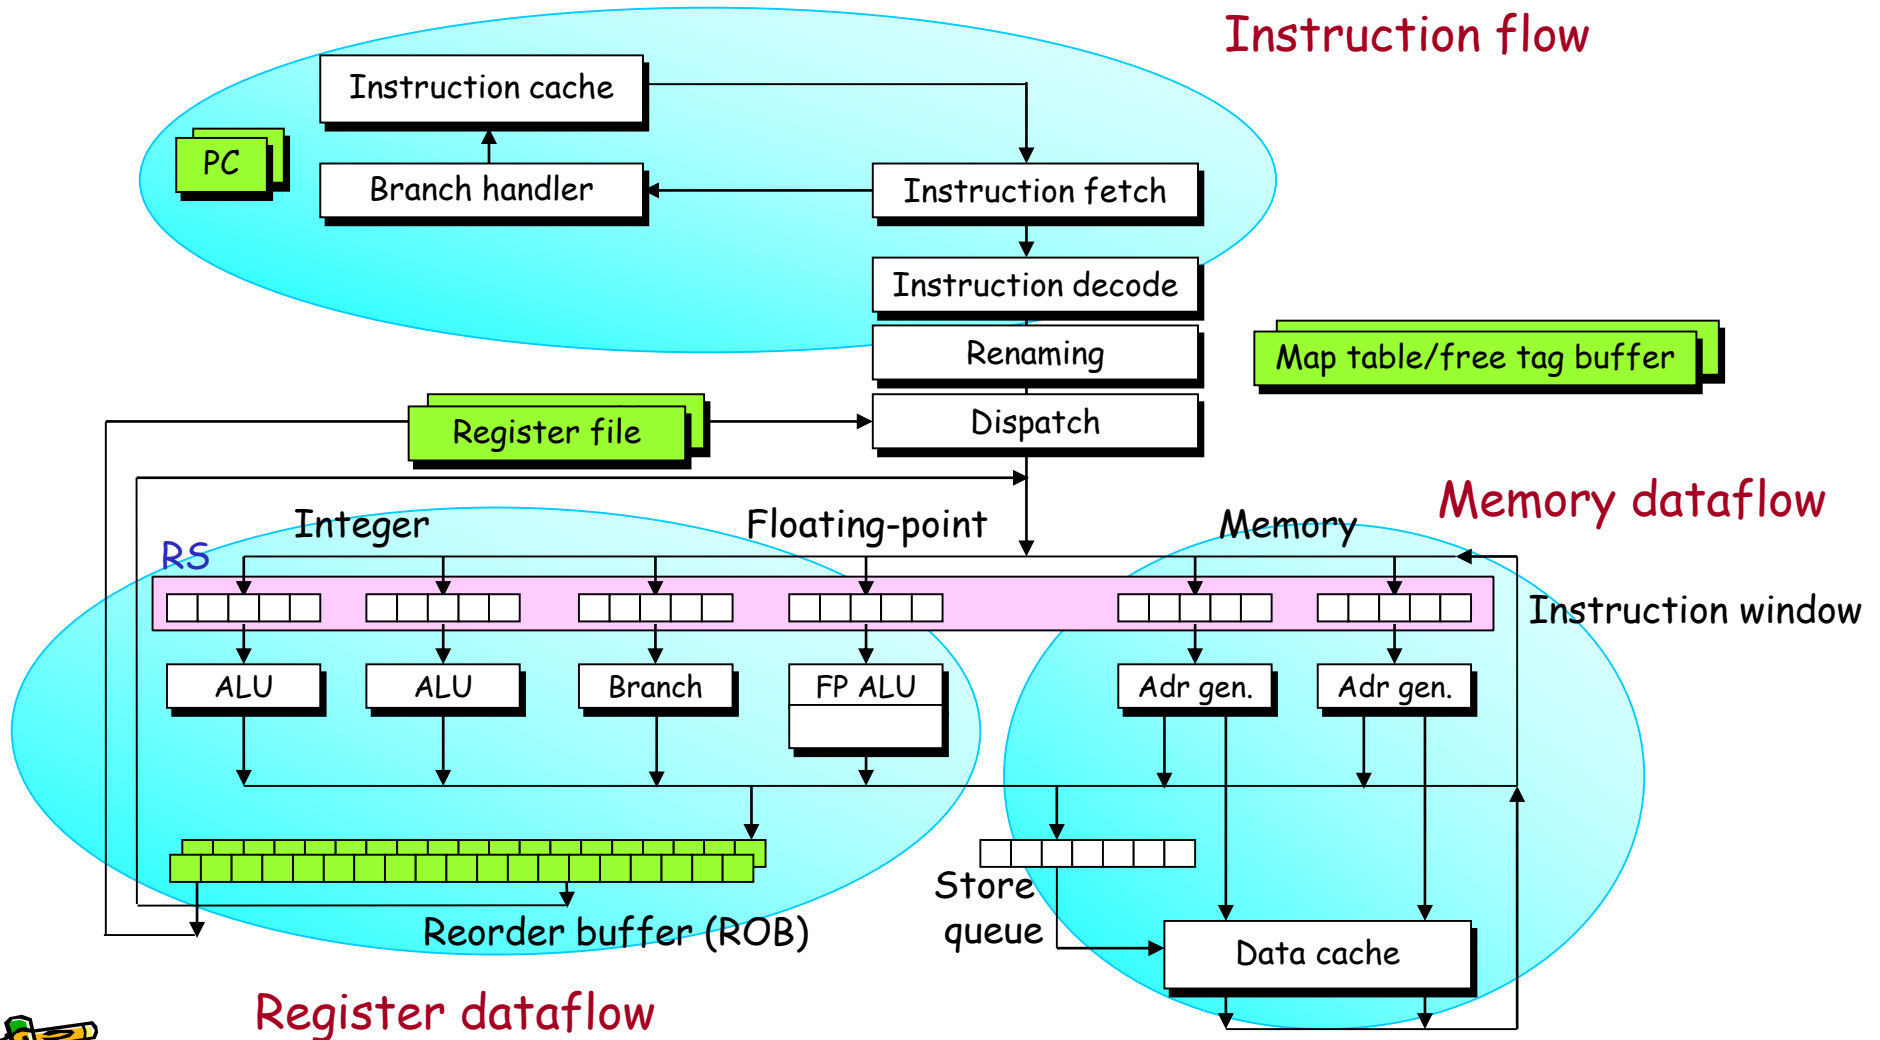 Instruction flow
Instruction cache
PC
Branch handler
Instruction fetch
Instruction decode
Renaming
Map table/free tag buffer
Register file
Dispatch
Memory dataflow
Integer
Floating-point
Memory
RS
Instruction window
ALU
ALU
Branch
FP ALU
Adr gen.
Adr gen.
Store
queue
Reorder buffer (ROB)
Data cache
Register dataflow